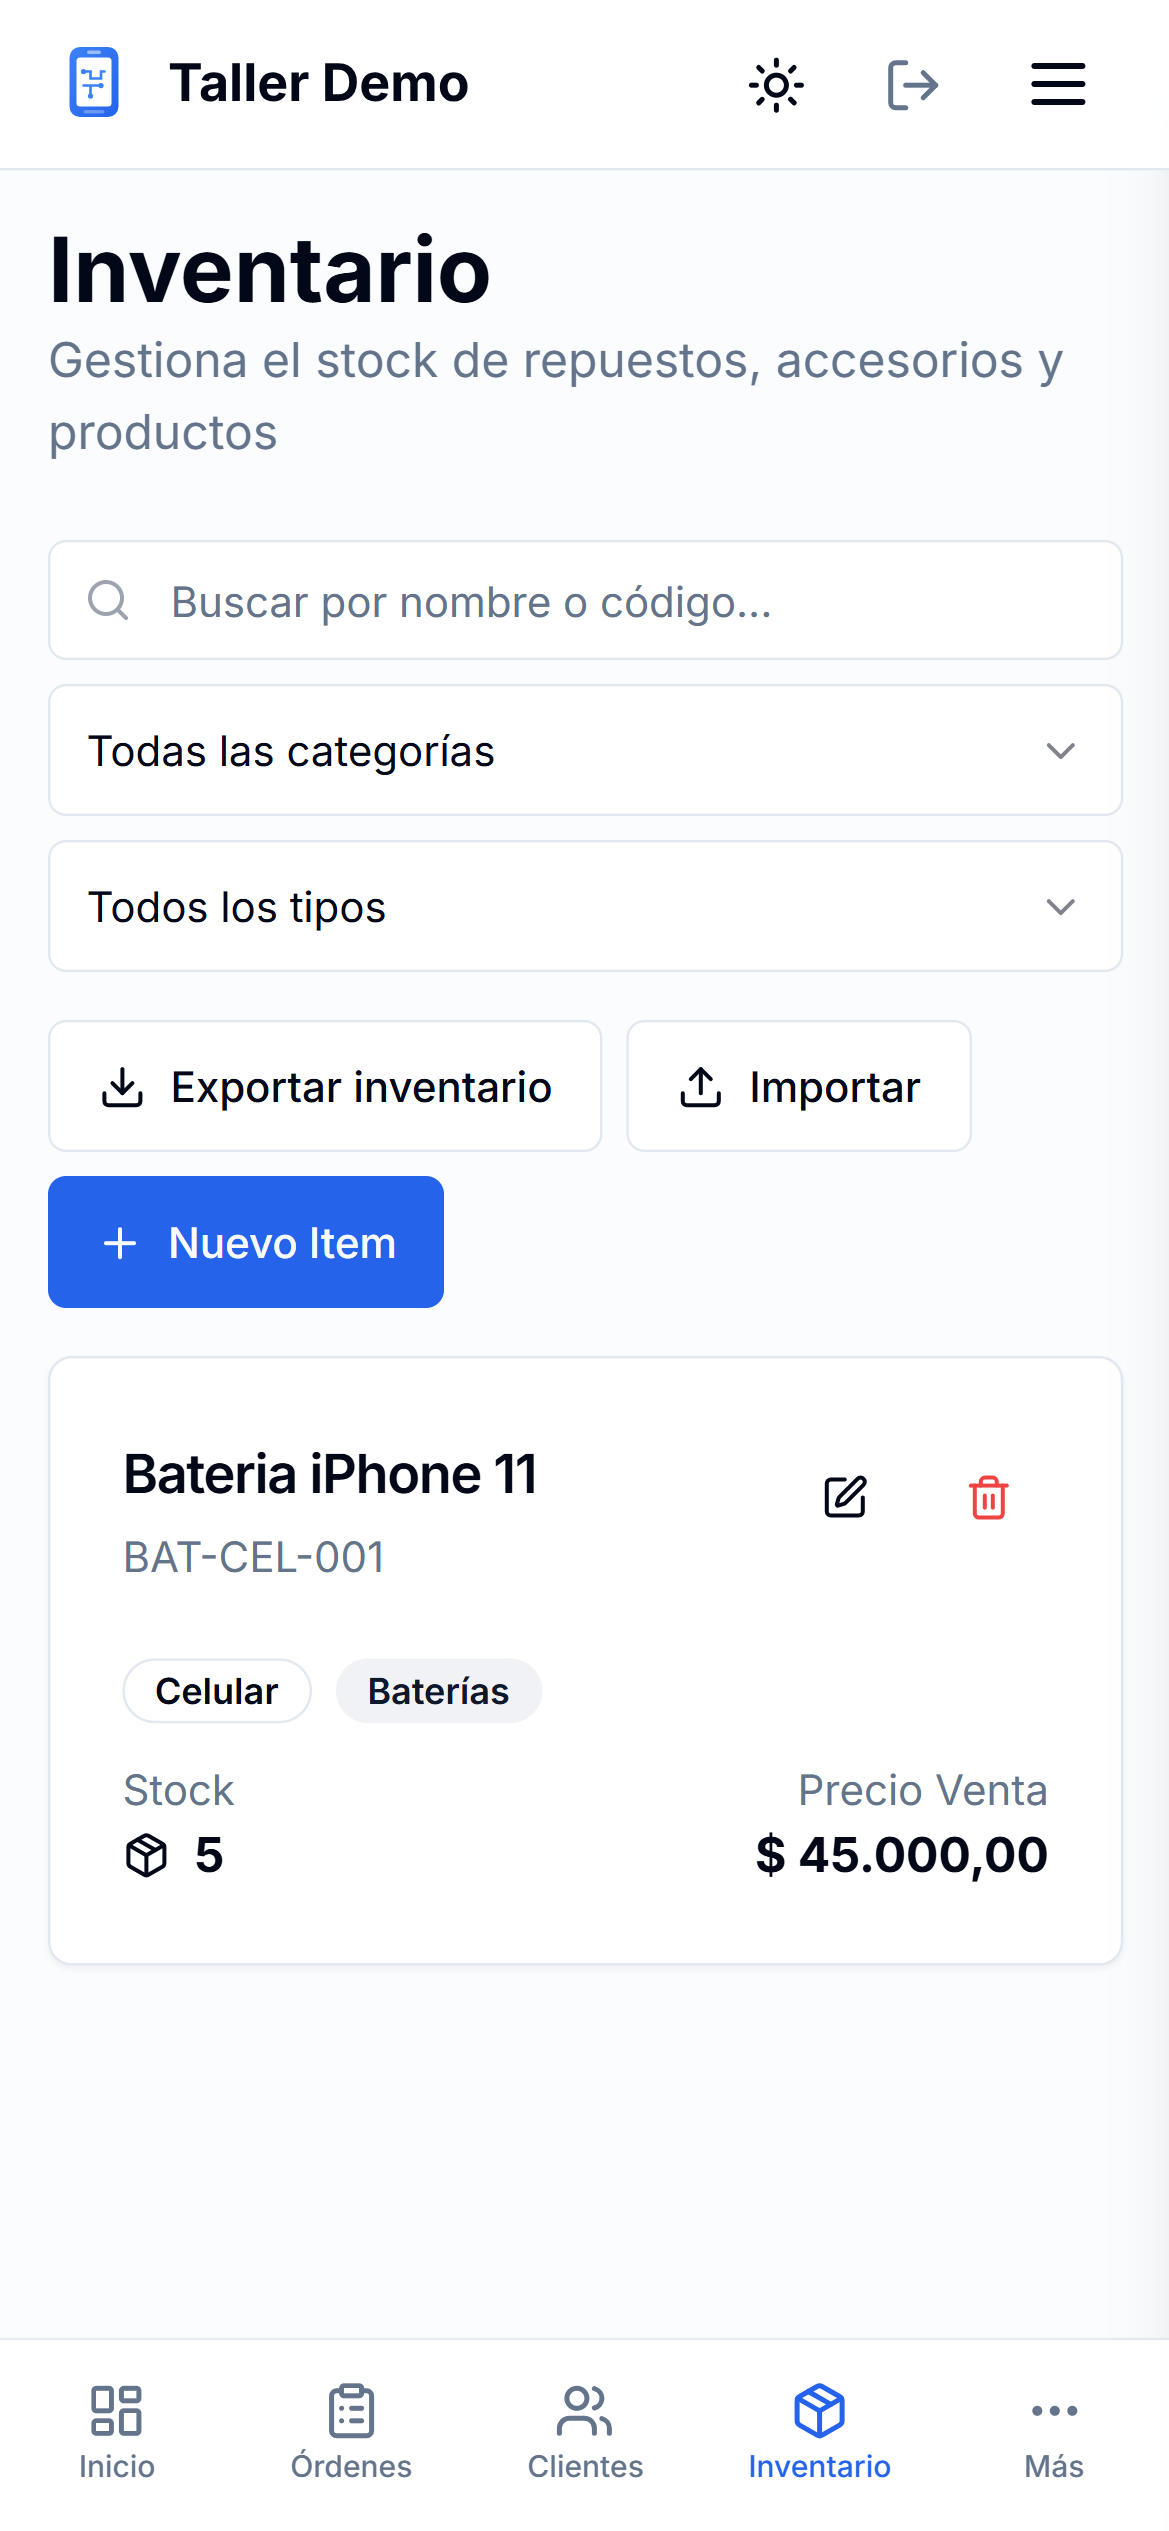 Taller Demo
Inventario
Gestiona el stock de repuestos, accesorios y
productos
Buscar por nombre o código...
Todas las categorías
Todos los tipos
Exportar inventario
Importar
Nuevo Item
Bateria iPhone 11
BAT-CEL-001
Celular
Baterías
Stock
Precio Venta
5
$ 45.000,00
Inicio
Órdenes
Clientes
Inventario
Más